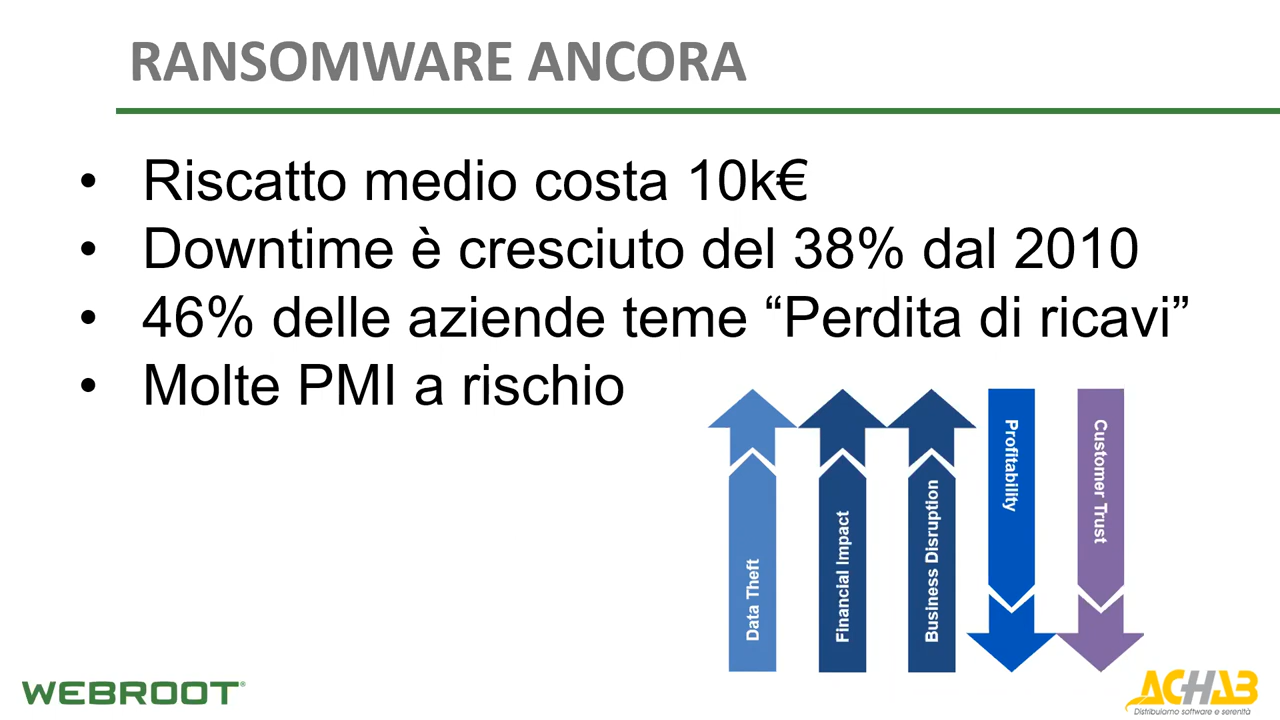 RANSOMWARE ANCORA
• Riscatto medio costa 10k€
• Downtime è cresciuto del 38% dal 2010
• 46% delle aziende teme “Perdita di ricavi”
• Molte PMI a rischio
Data Theft
Financial Impact
Business Disruption
Profitability
Customer Trust
WEBROOT®
ACHAB
Distribuiamo software e serenità